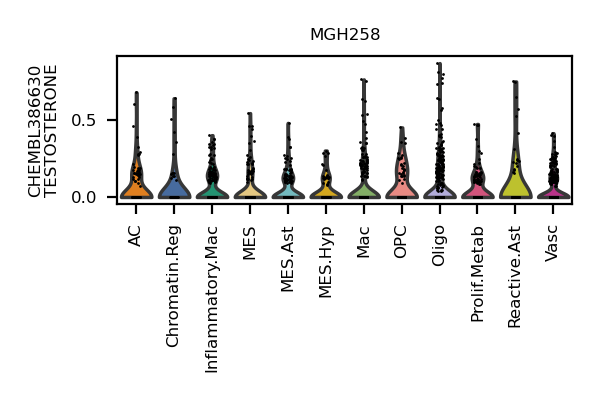 MGH258
CHEMBL386630
TESTOSTERONE
0.5
0.0
AC
Chromatin.Reg
Inflammatory.Mac
MES
MES.Ast
MES.Hyp
Mac
OPC
Oligo
Prolif.Metab
Reactive.Ast
Vasc